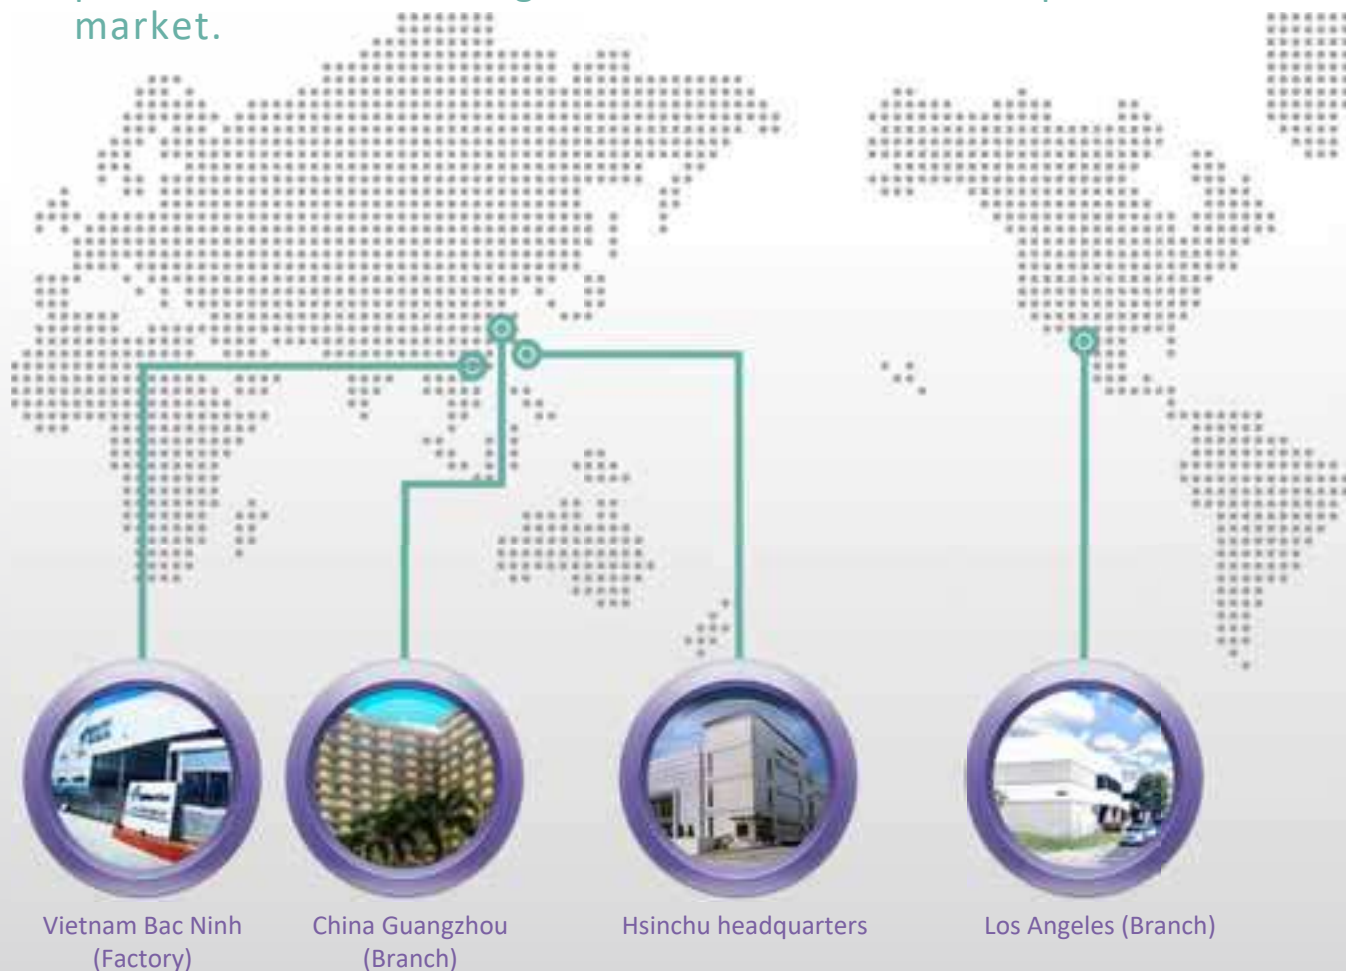 market.
Vietnam Bac Ninh
(Factory)
China Guangzhou
(Branch)
Hsinchu headquarters
Los Angeles (Branch)